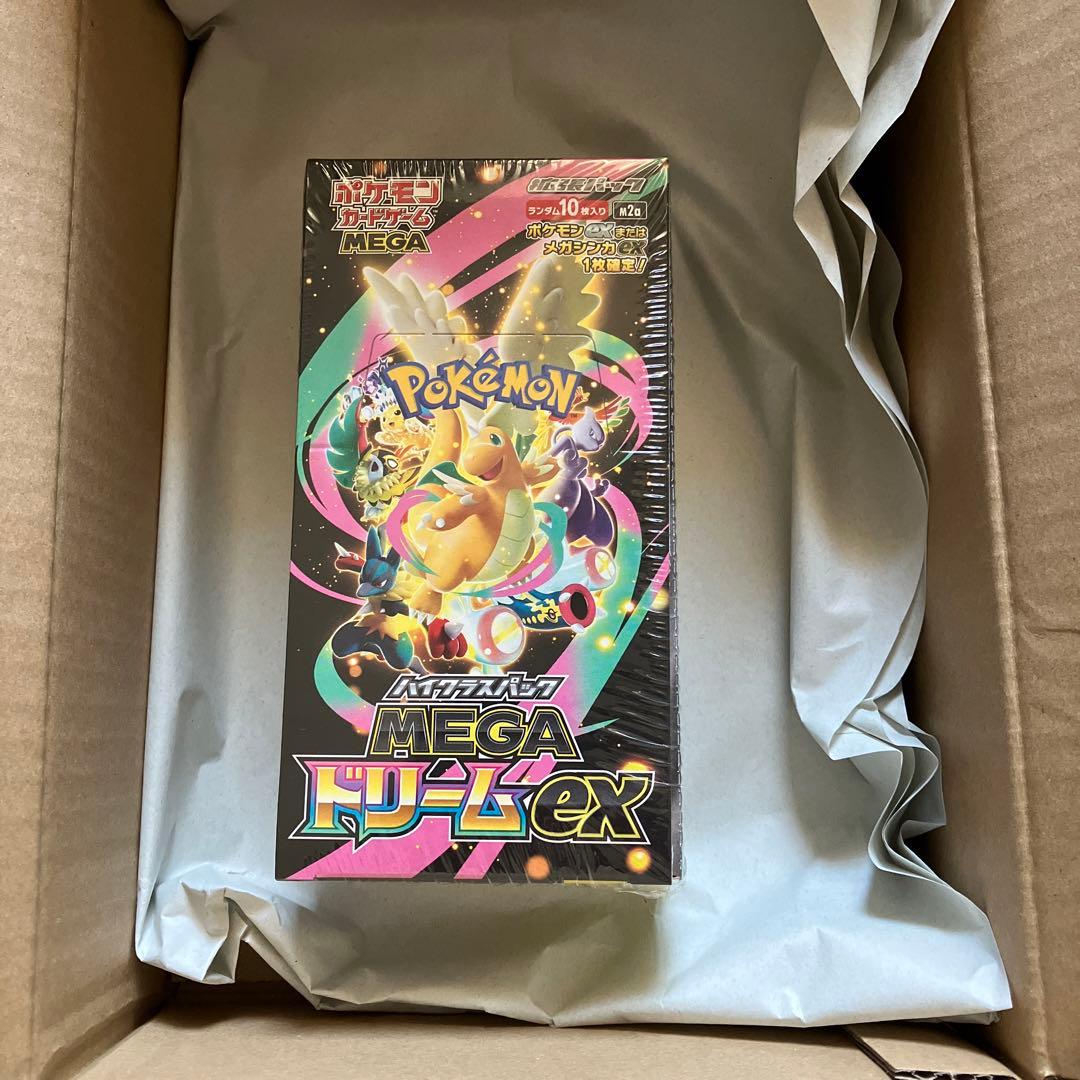 ポケモン
カードゲーム
MEGA
拡張パック
ランダム10枚入り M2a
ポケモンexまたは
メガシンカex
1枚確定!
POKéMON
ハイクラスパック
MEGA
ドリームex